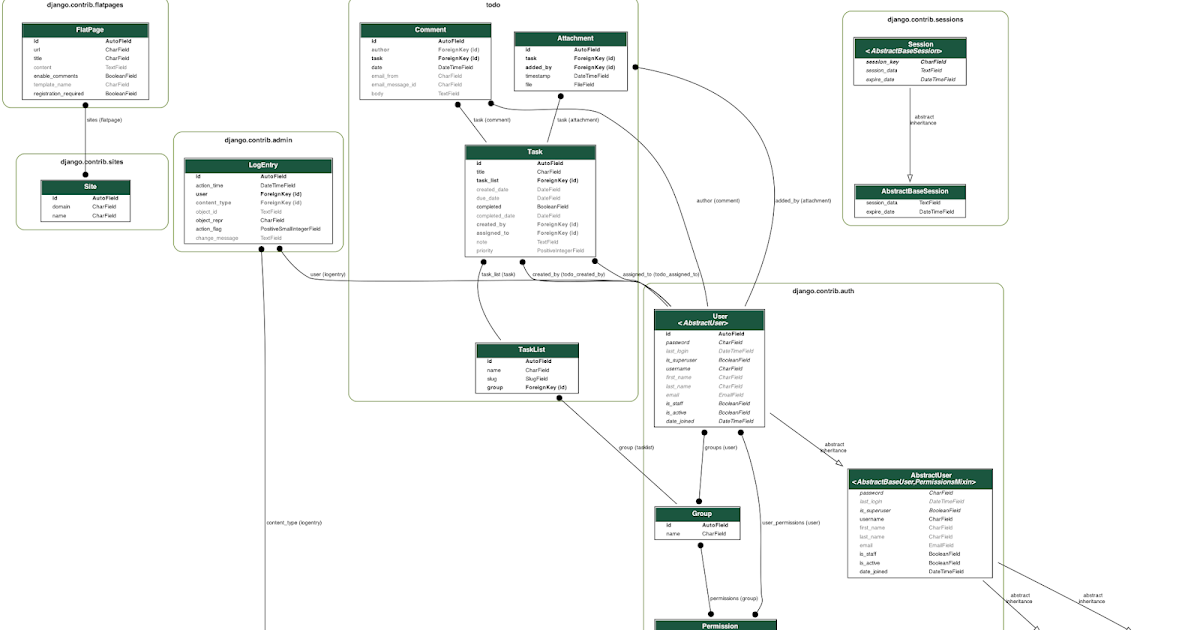 django.contrib.flatpages
FlatPage
id AutoField
url CharField
title CharField
content TextField
enable_comments BooleanField
template_name CharField
registration_required BooleanField
sites (flatpage)
django.contrib.sites
Site
id AutoField
domain CharField
name CharField
django.contrib.admin
LogEntry
id AutoField
action_time DateTimeField
user ForeignKey (id)
content_type ForeignKey (id)
object_id TextField
object_repr CharField
action_flag PositiveSmallIntegerField
change_message TextField
user (logentry)
content_type (logentry)
todo
Comment
id AutoField
author ForeignKey (id)
task ForeignKey (id)
date DateTimeField
email_from CharField
email_message_id CharField
body TextField
Attachment
id AutoField
task ForeignKey (id)
added_by ForeignKey (id)
timestamp DateTimeField
file FileField
task (comment)
task (attachment)
Task
id AutoField
title CharField
task_list ForeignKey (id)
created_date DateField
due_date DateField
completed BooleanField
completed_date DateField
created_by ForeignKey (id)
assigned_to ForeignKey (id)
note TextField
priority PositiveIntegerField
author (comment)
added_by (attachment)
task_list (task)
created_by (todo_created_by)
assigned_to (todo_assigned_to)
TaskList
id AutoField
name CharField
slug SlugField
group ForeignKey (id)
group (tasklist)
django.contrib.sessions
Session
<AbstractBaseSession>
session_key CharField
session_data TextField
expire_date DateTimeField
abstract
inheritance
AbstractBaseSession
session_data TextField
expire_date DateTimeField
django.contrib.auth
User
<AbstractUser>
id AutoField
password CharField
last_login DateTimeField
is_superuser BooleanField
username CharField
first_name CharField
last_name CharField
email EmailField
is_staff BooleanField
is_active BooleanField
date_joined DateTimeField
groups (user)
user_permissions (user)
abstract
inheritance
Group
id AutoField
name CharField
permissions (group)
Permission
AbstractUser
<AbstractBaseUser,PermissionsMixin>
password CharField
last_login DateTimeField
is_superuser BooleanField
username CharField
first_name CharField
last_name CharField
email EmailField
is_staff BooleanField
is_active BooleanField
date_joined DateTimeField
abstract
inheritance
abstract
inheritance